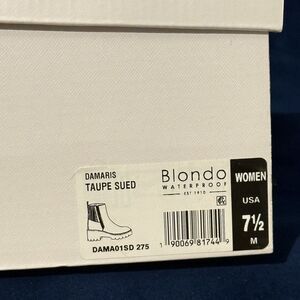 DAMARIS
TAUPE SUED
Blondo
WATERPROOF
EST 1910
WOMEN
USA
7½
M
DAMA01SD 275
1 90069 81744 9